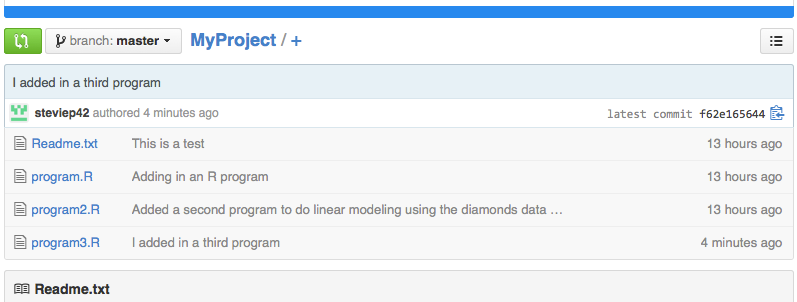 branch: master MyProject / +
I added in a third program
steviep42 authored 4 minutes ago latest commit f62e165644
Readme.txt This is a test 13 hours ago
program.R Adding in an R program 13 hours ago
program2.R Added a second program to do linear modeling using the diamonds data … 13 hours ago
program3.R I added in a third program 4 minutes ago
Readme.txt